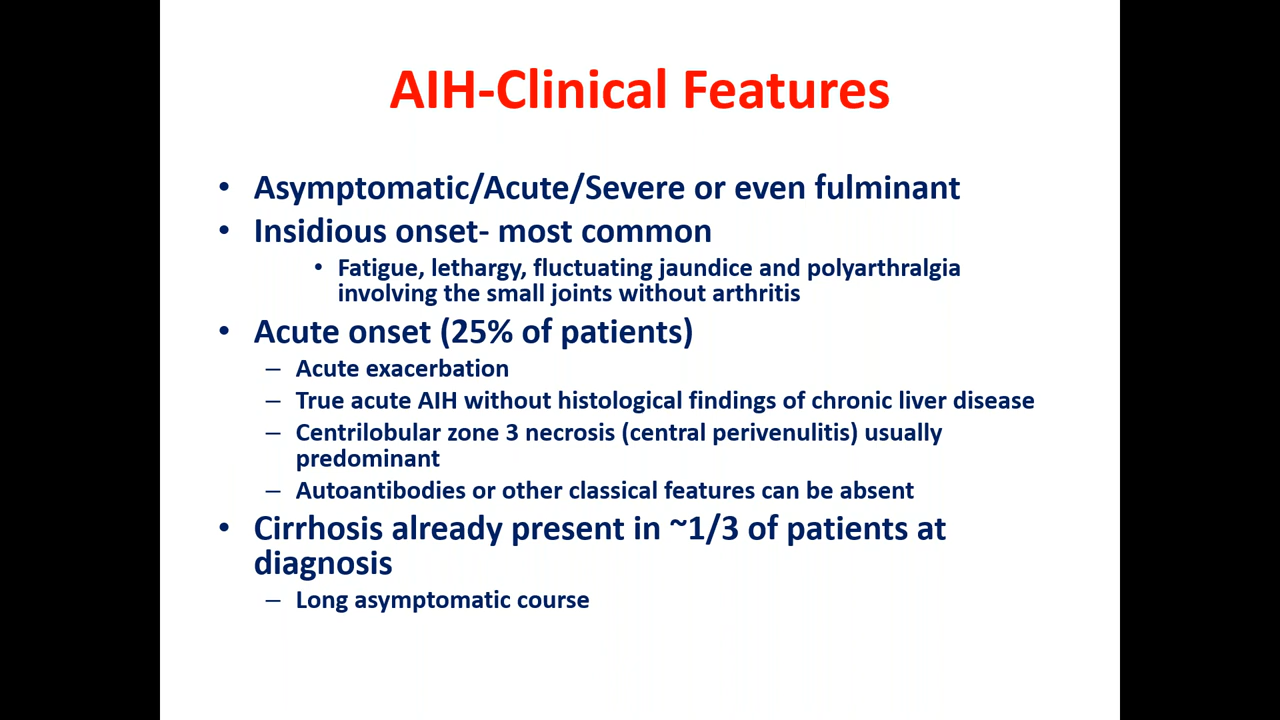 AIH-Clinical Features
• Asymptomatic/Acute/Severe or even fulminant
• Insidious onset- most common
• Fatigue, lethargy, fluctuating jaundice and polyarthralgia
involving the small joints without arthritis
• Acute onset (25% of patients)
– Acute exacerbation
– True acute AIH without histological findings of chronic liver disease
– Centrilobular zone 3 necrosis (central perivenulitis) usually
predominant
– Autoantibodies or other classical features can be absent
• Cirrhosis already present in ~1/3 of patients at
diagnosis
– Long asymptomatic course